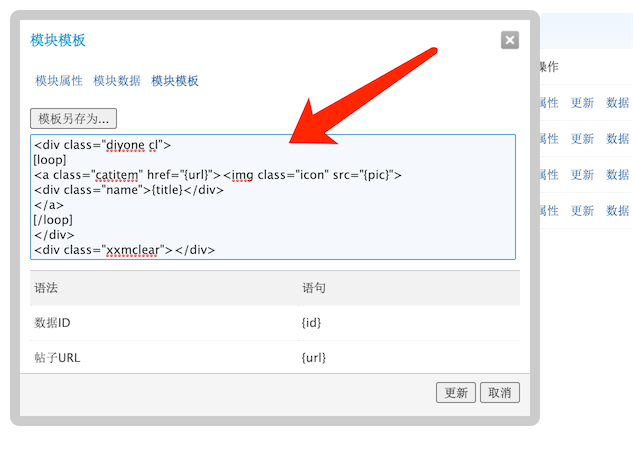 模块模板
模块属性 模块数据 模块模板
模板另存为...
<div class="diyone cl">
[loop]
<a class="catitem" href="{url}"><img class="icon" src="{pic}">
<div class="name">{title}</div>
</a>
[/loop]
</div>
<div class="xxmclear"></div>
语法 语句
数据ID {id}
帖子URL {url}
更新 取消
操作
属性 更新 数据
属性 更新 数据
属性 更新 数据
属性 更新 数据